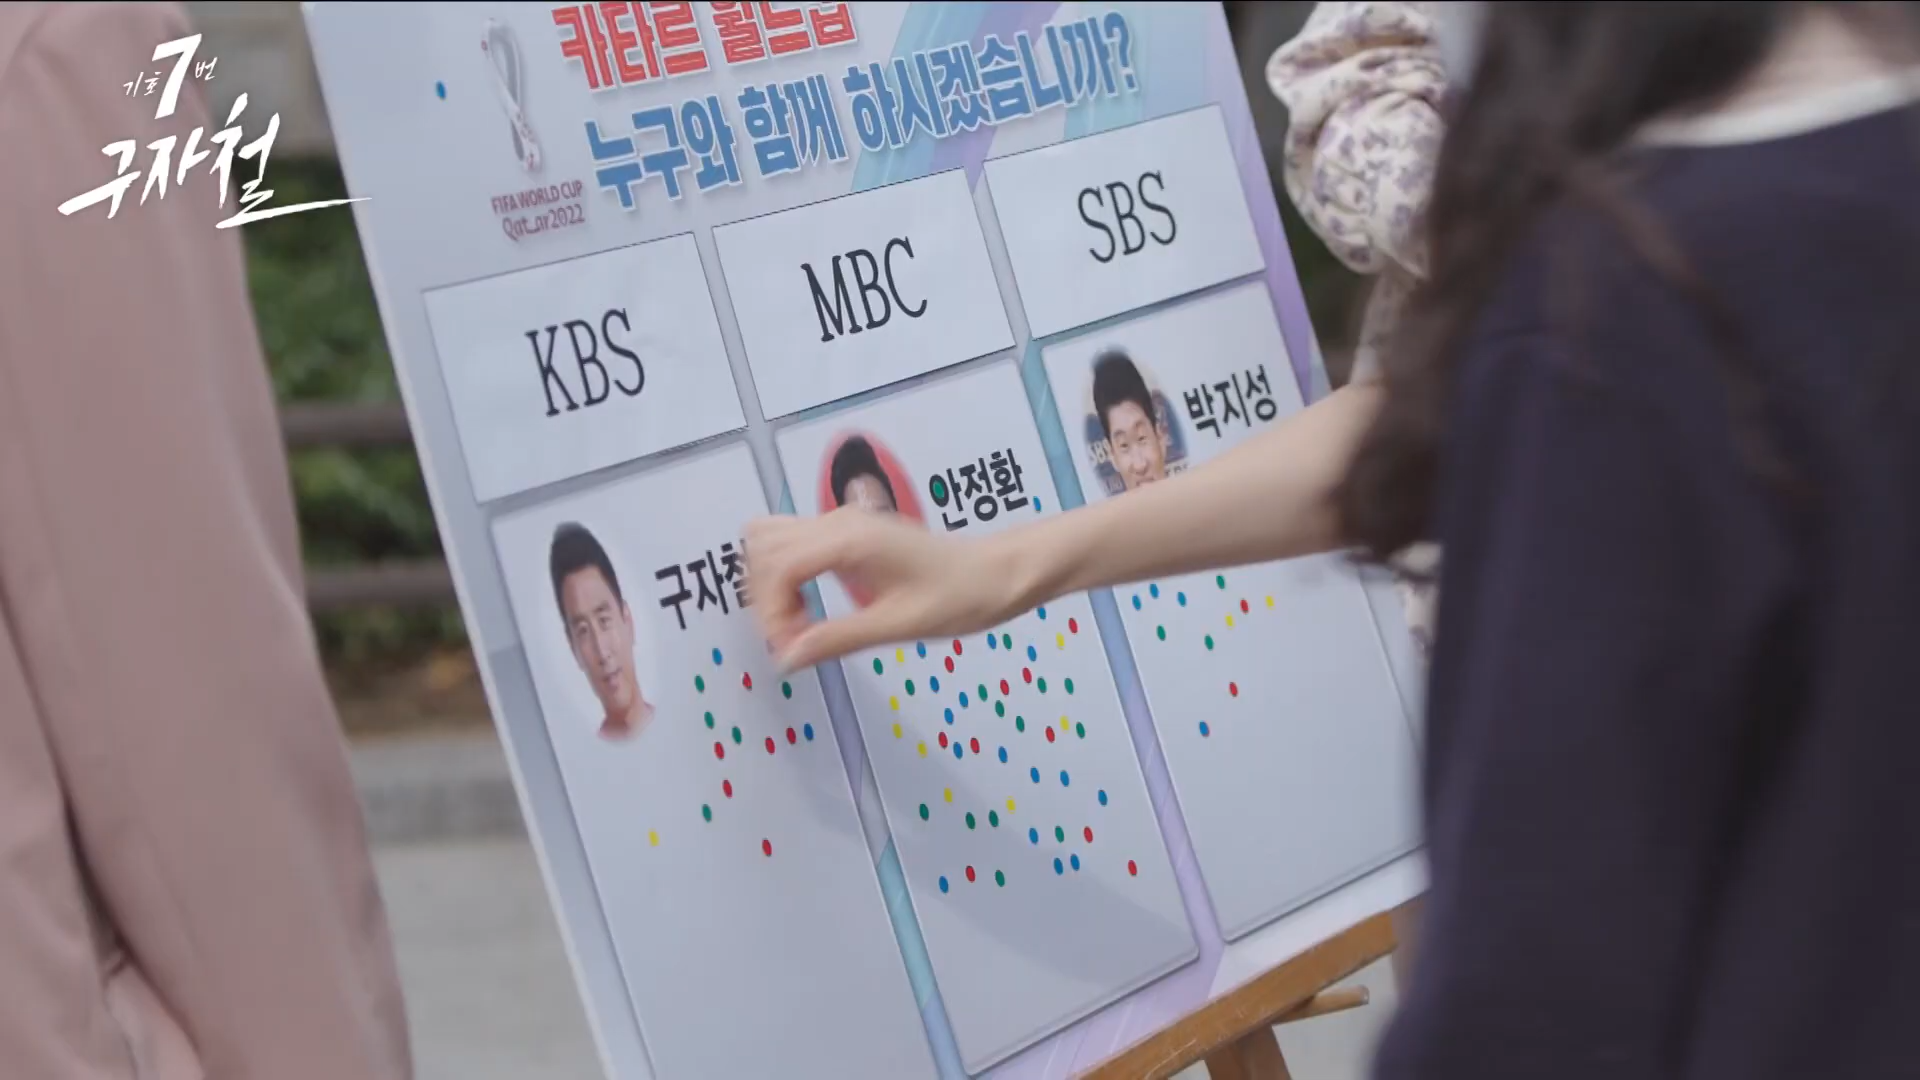 기호7번
구자철
카타르 월드컵
누구와 함께 하시겠습니까?
FIFA WORLD CUP
Qatar2022
KBS
MBC
SBS
구자철
안정환
박지성
SBS